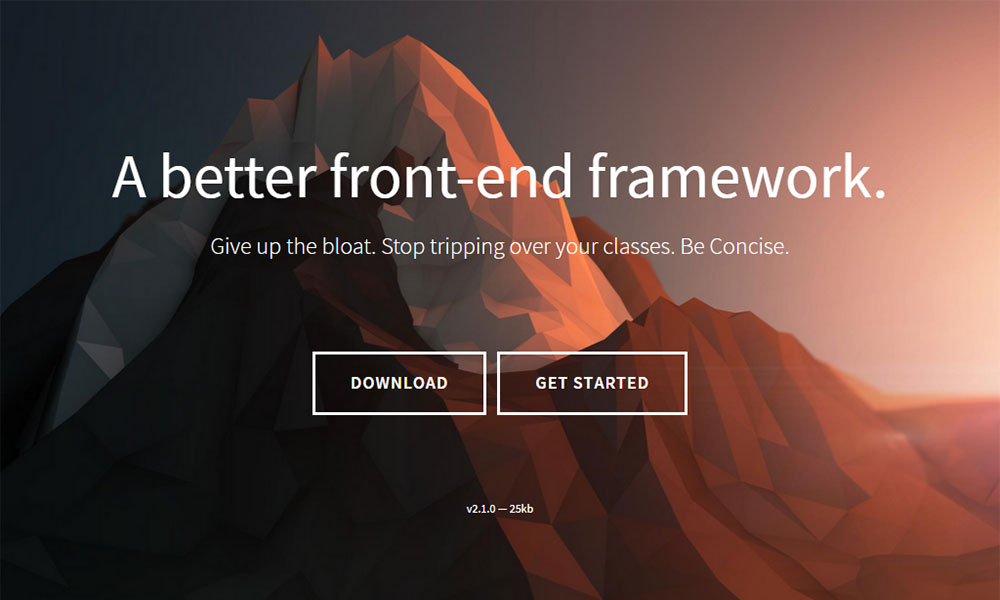 A better front-end framework.
Give up the bloat. Stop tripping over your classes. Be Concise.
DOWNLOAD GET STARTED
v2.1.0 — 25kb